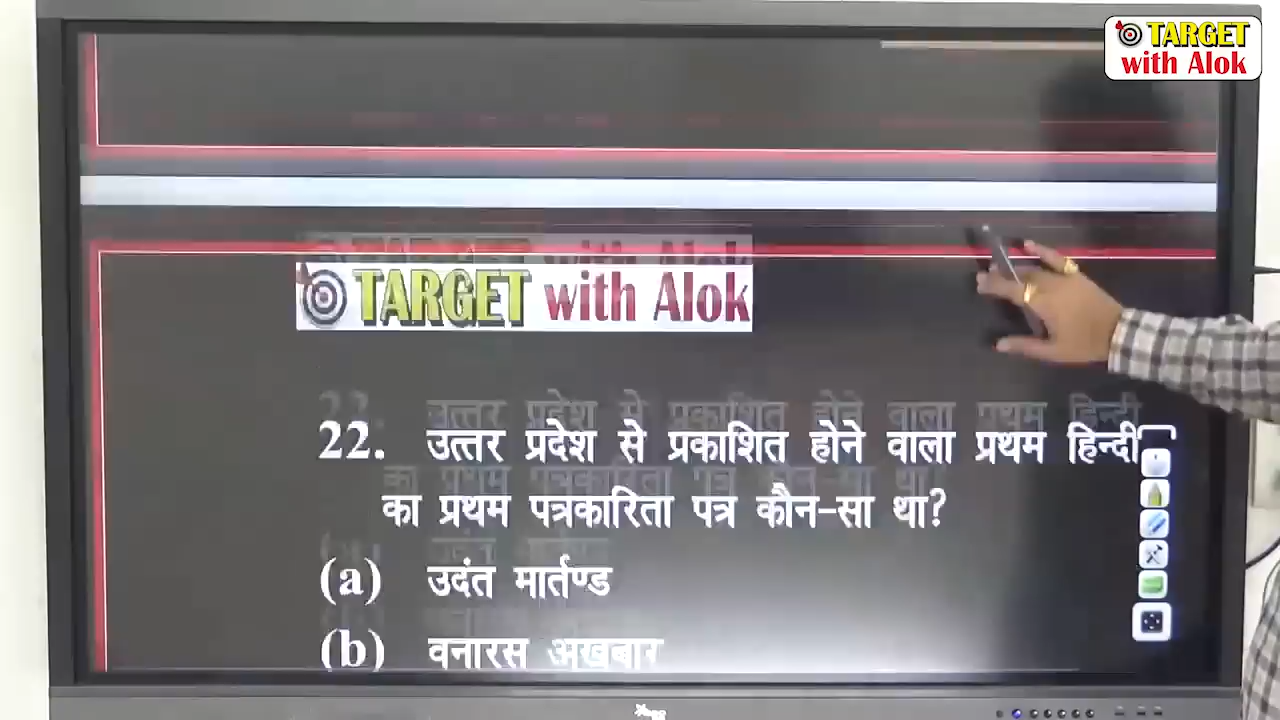 TARGET
with Alok
TARGET with Alok
22. उत्तर प्रदेश से प्रकाशित होने वाला प्रथम हिन्दी
का प्रथम पत्रकारिता पत्र कौन-सा था?
(a) उदंत मार्तण्ड
(b) वनारस अखबार